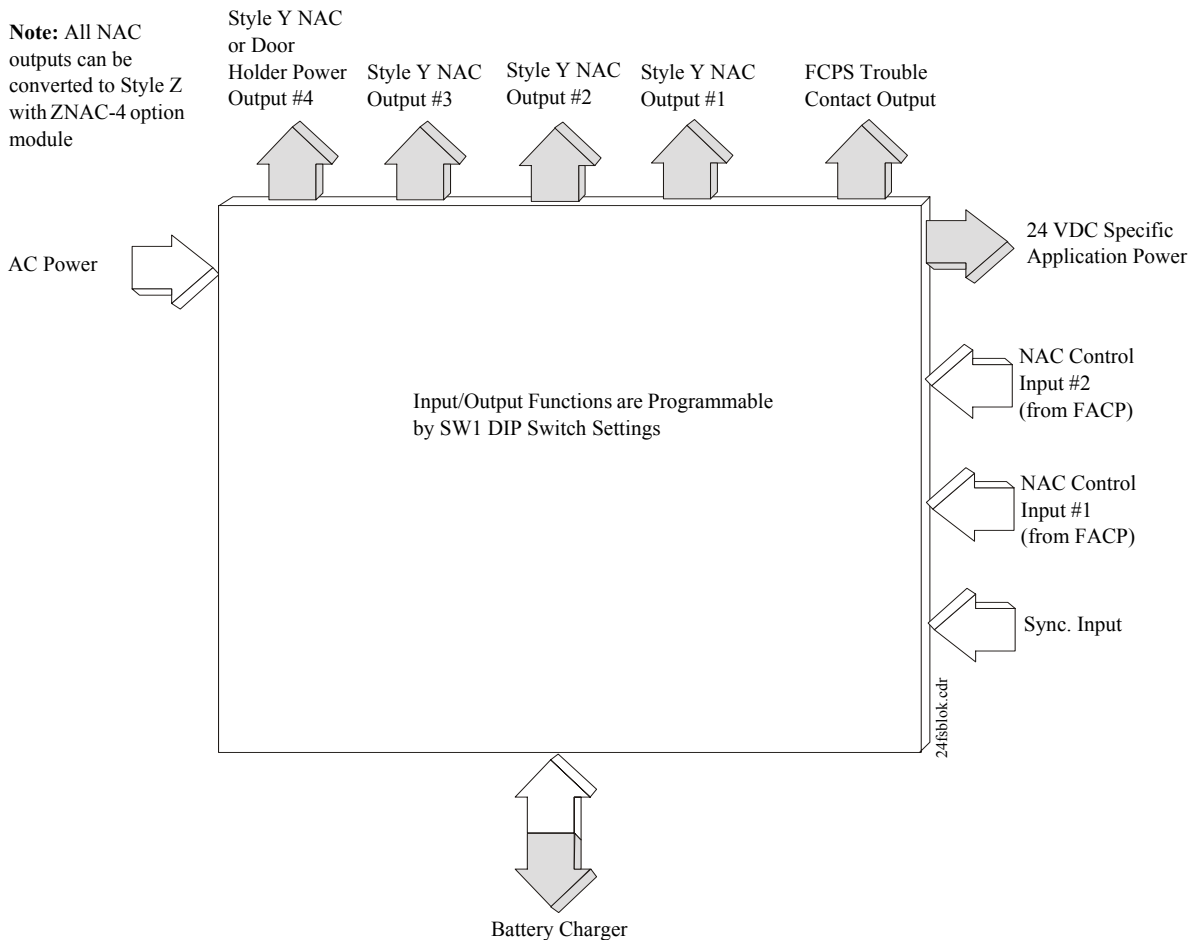 Note: All NAC
outputs can be
converted to Style Z
with ZNAC-4 option
module
Style Y NAC
or Door
Holder Power
Output #4
Style Y NAC
Output #3
Style Y NAC
Output #2
Style Y NAC
Output #1
FCPS Trouble
Contact Output
AC Power
24 VDC Specific
Application Power
NAC Control
Input #2
(from FACP)
Input/Output Functions are Programmable
by SW1 DIP Switch Settings
NAC Control
Input #1
(from FACP)
Sync. Input
24fsblok.cdr
Battery Charger